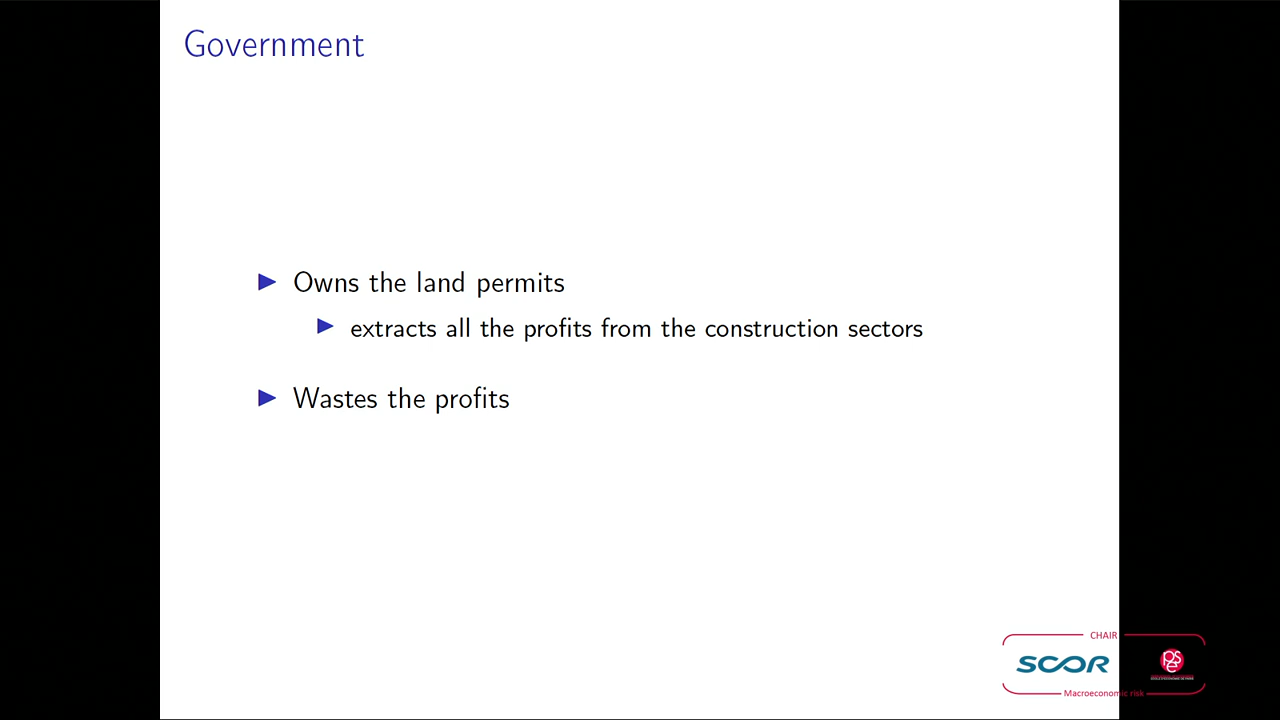 Government
Owns the land permits
extracts all the profits from the construction sectors
Wastes the profits
CHAIR
SCOR
pse
Macroeconomic risk